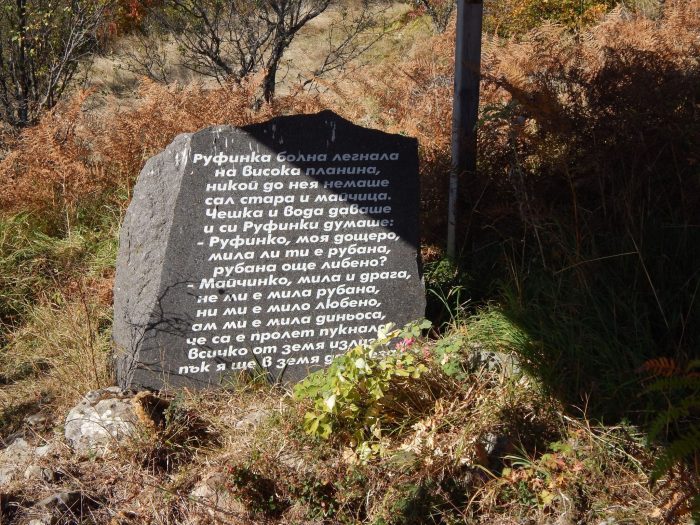 Руфинка болна легнала
на висока планина,
никой до нея немаше
сал стара и майчица.
Чешка и вода даваше
и си Руфинки думаше:
- Руфинко, моя дощеро,
мила ли ти е рубана,
рубана още либено?
- Майчинко, мила и драга,
не ми е мила рубана,
ни ми е мило любено,
ам ми е мила диньоса,
че са е пролет пукнала
всичко от земя
пък я ще в земя